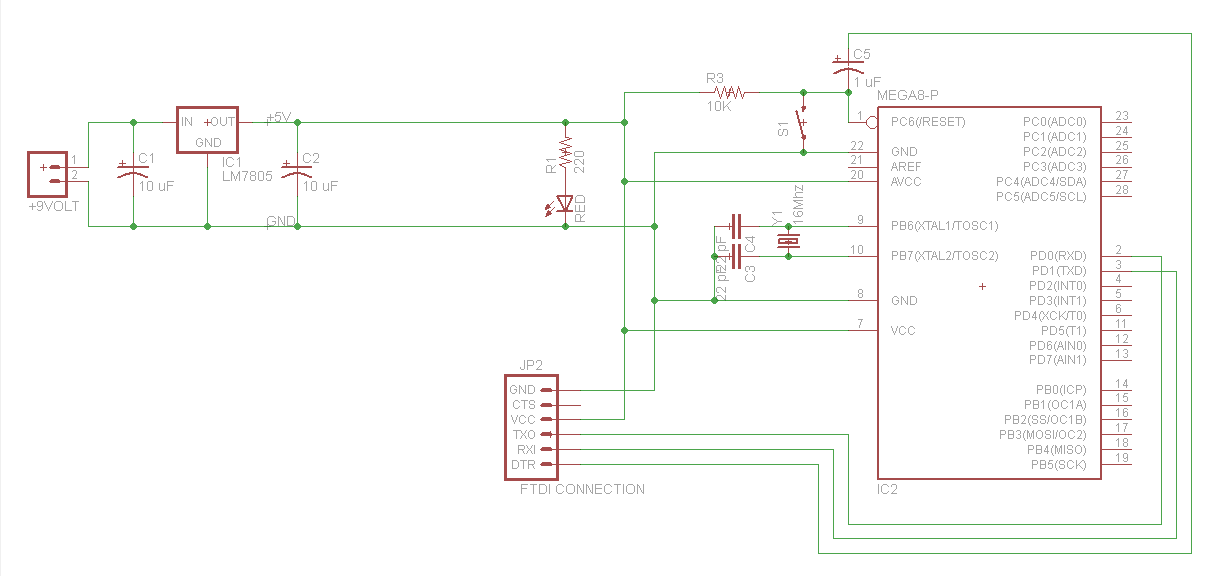 C5
1 uF
R3
10K
MEGA8-P
S1
IN
+OUT
GND
IC1
LM7805
+5V
C1
10 uF
C2
10 uF
R1
220
RED
1
2
+
+9VOLT
GND
22 pF
C4
22 pF
C3
Y1
16Mhz
1 PC6(/RESET)
22 GND
21 AREF
20 AVCC
9 PB6(XTAL1/TOSC1)
10 PB7(XTAL2/TOSC2)
8 GND
7 VCC
PC0(ADC0) 23
PC1(ADC1) 24
PC2(ADC2) 25
PC3(ADC3) 26
PC4(ADC4/SDA) 27
PC5(ADC5/SCL) 28
PD0(RXD) 2
PD1(TXD) 3
PD2(INT0) 4
PD3(INT1) 5
PD4(XCK/T0) 6
PD5(T1) 11
PD6(AIN0) 12
PD7(AIN1) 13
PB0(ICP) 14
PB1(OC1A) 15
PB2(SS/OC1B) 16
PB3(MOSI/OC2) 17
PB4(MISO) 18
PB5(SCK) 19
IC2
JP2
GND
CTS
VCC
TXO
RXI
DTR
FTDI CONNECTION